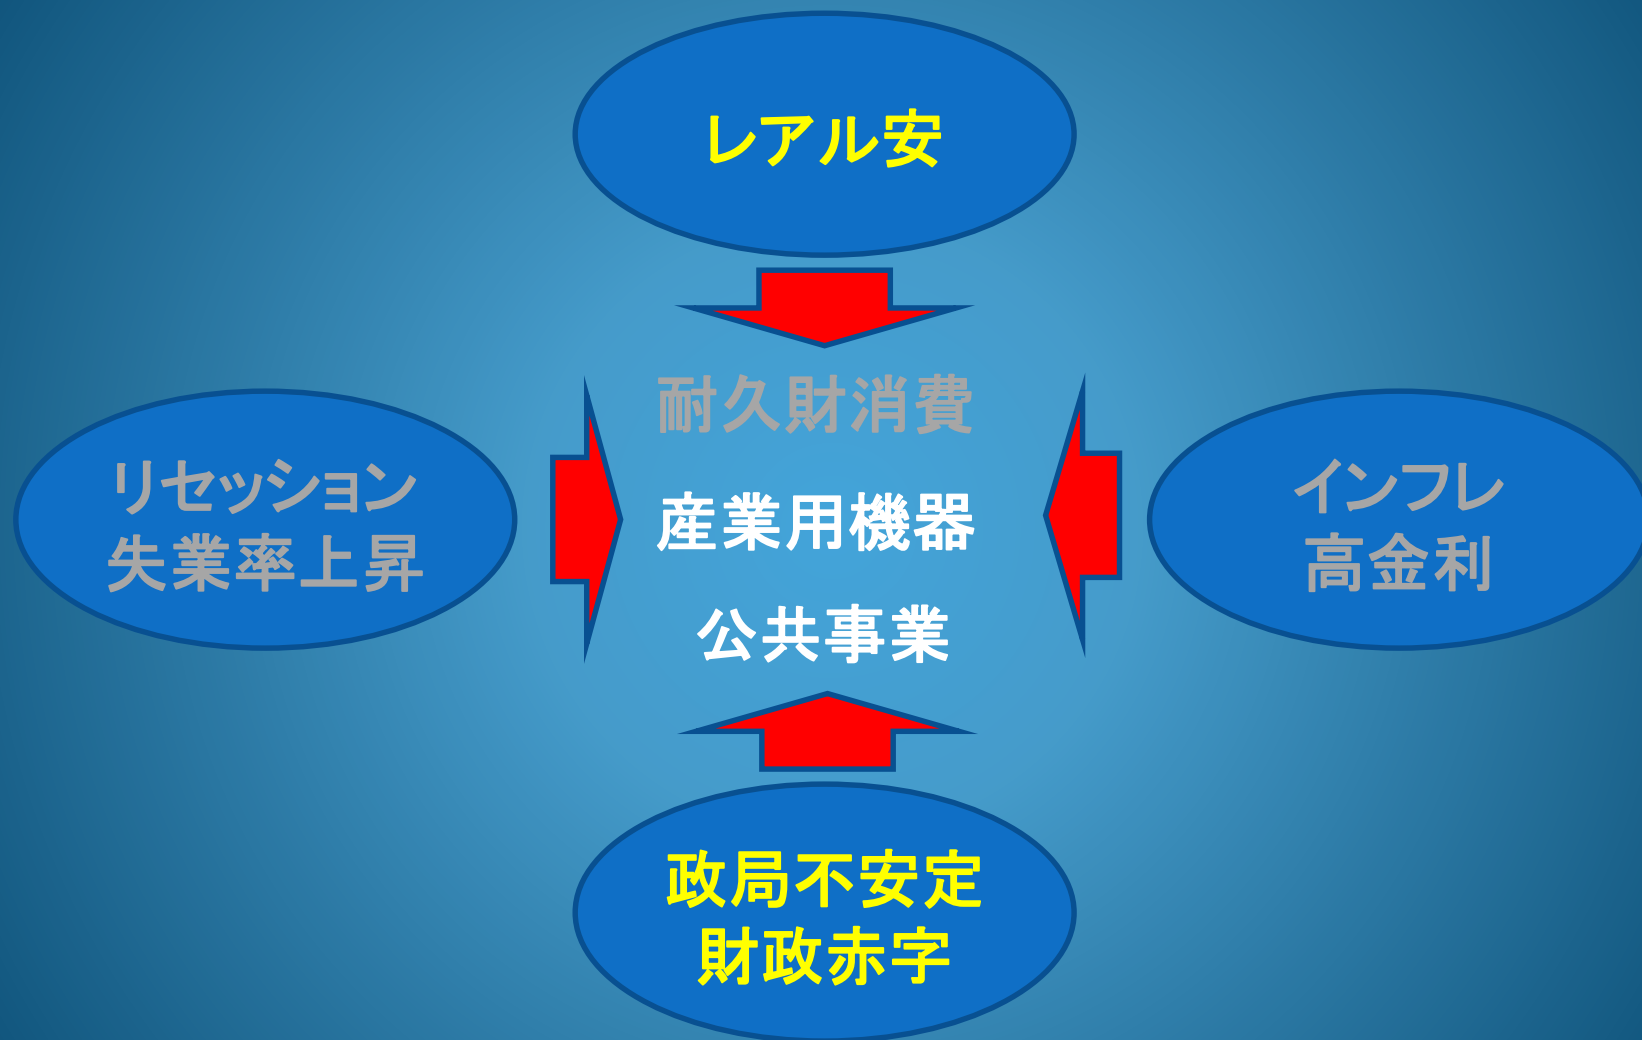 レアル安
耐久財消費
リセッション
失業率上昇
産業用機器
インフレ
高金利
公共事業
政局不安定
財政赤字